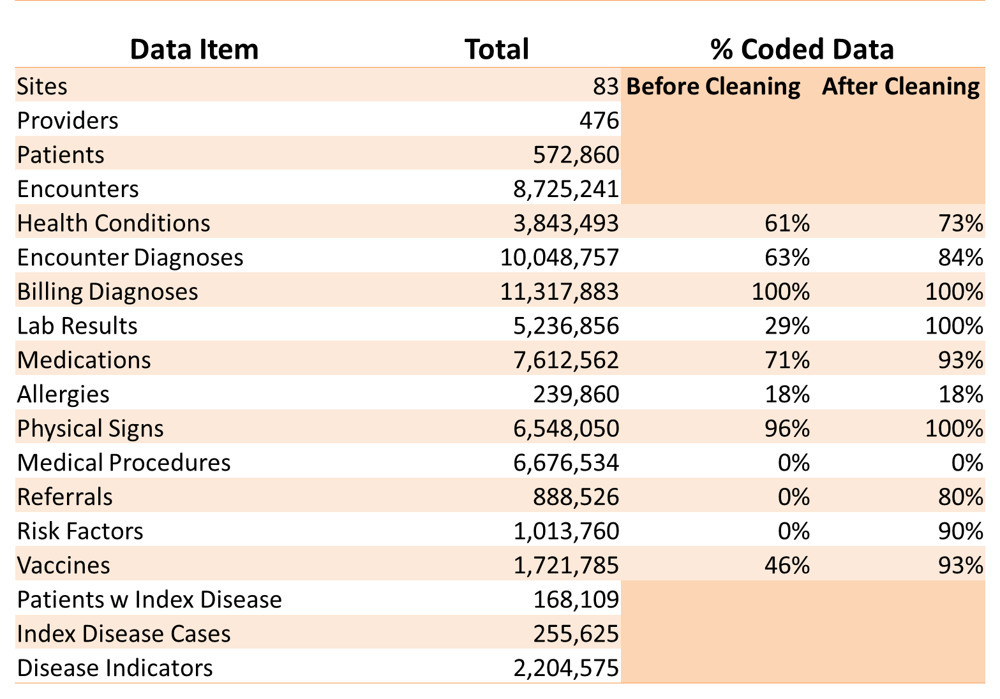 Data Item Total % Coded Data
Sites 83 Before Cleaning After Cleaning
Providers 476
Patients 572,860
Encounters 8,725,241
Health Conditions 3,843,493 61% 73%
Encounter Diagnoses 10,048,757 63% 84%
Billing Diagnoses 11,317,883 100% 100%
Lab Results 5,236,856 29% 100%
Medications 7,612,562 71% 93%
Allergies 239,860 18% 18%
Physical Signs 6,548,050 96% 100%
Medical Procedures 6,676,534 0% 0%
Referrals 888,526 0% 80%
Risk Factors 1,013,760 0% 90%
Vaccines 1,721,785 46% 93%
Patients w Index Disease 168,109
Index Disease Cases 255,625
Disease Indicators 2,204,575